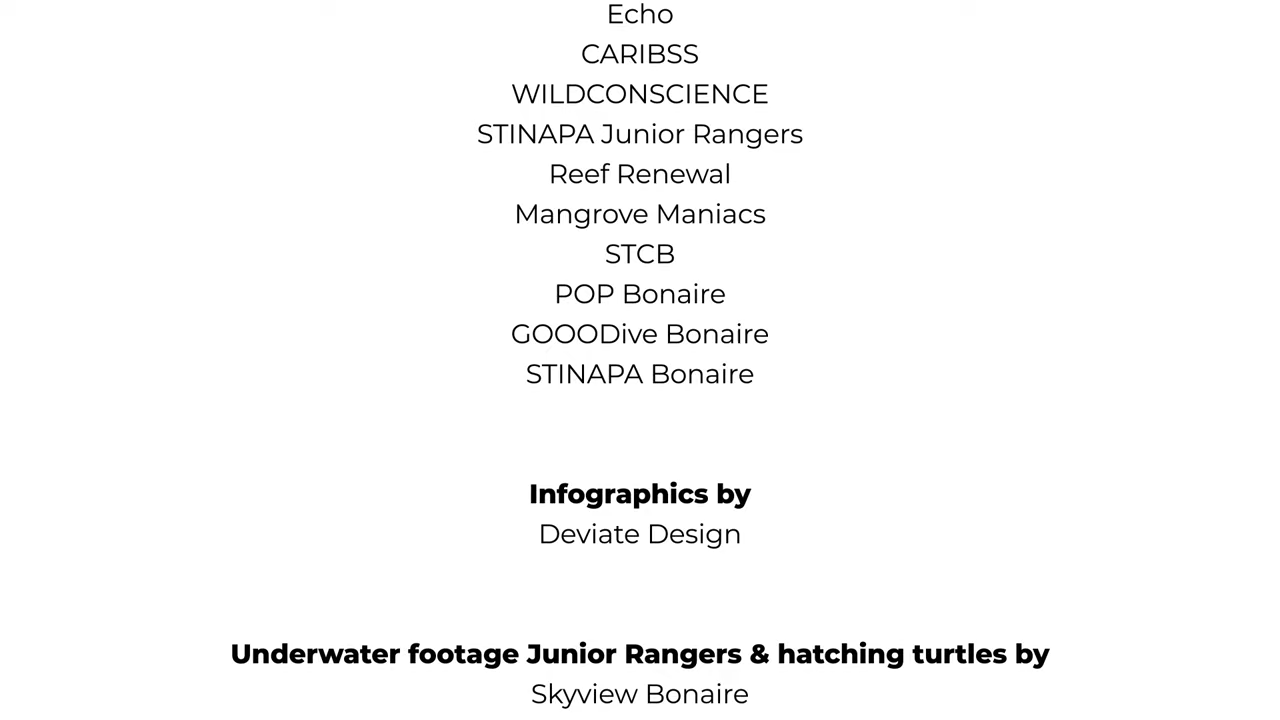 Echo
CARIBSS
WILDCONSCIENCE
STINAPA Junior Rangers
Reef Renewal
Mangrove Maniacs
STCB
POP Bonaire
GOOODive Bonaire
STINAPA Bonaire
Infographics by
Deviate Design
Underwater footage Junior Rangers & hatching turtles by
Skyview Bonaire